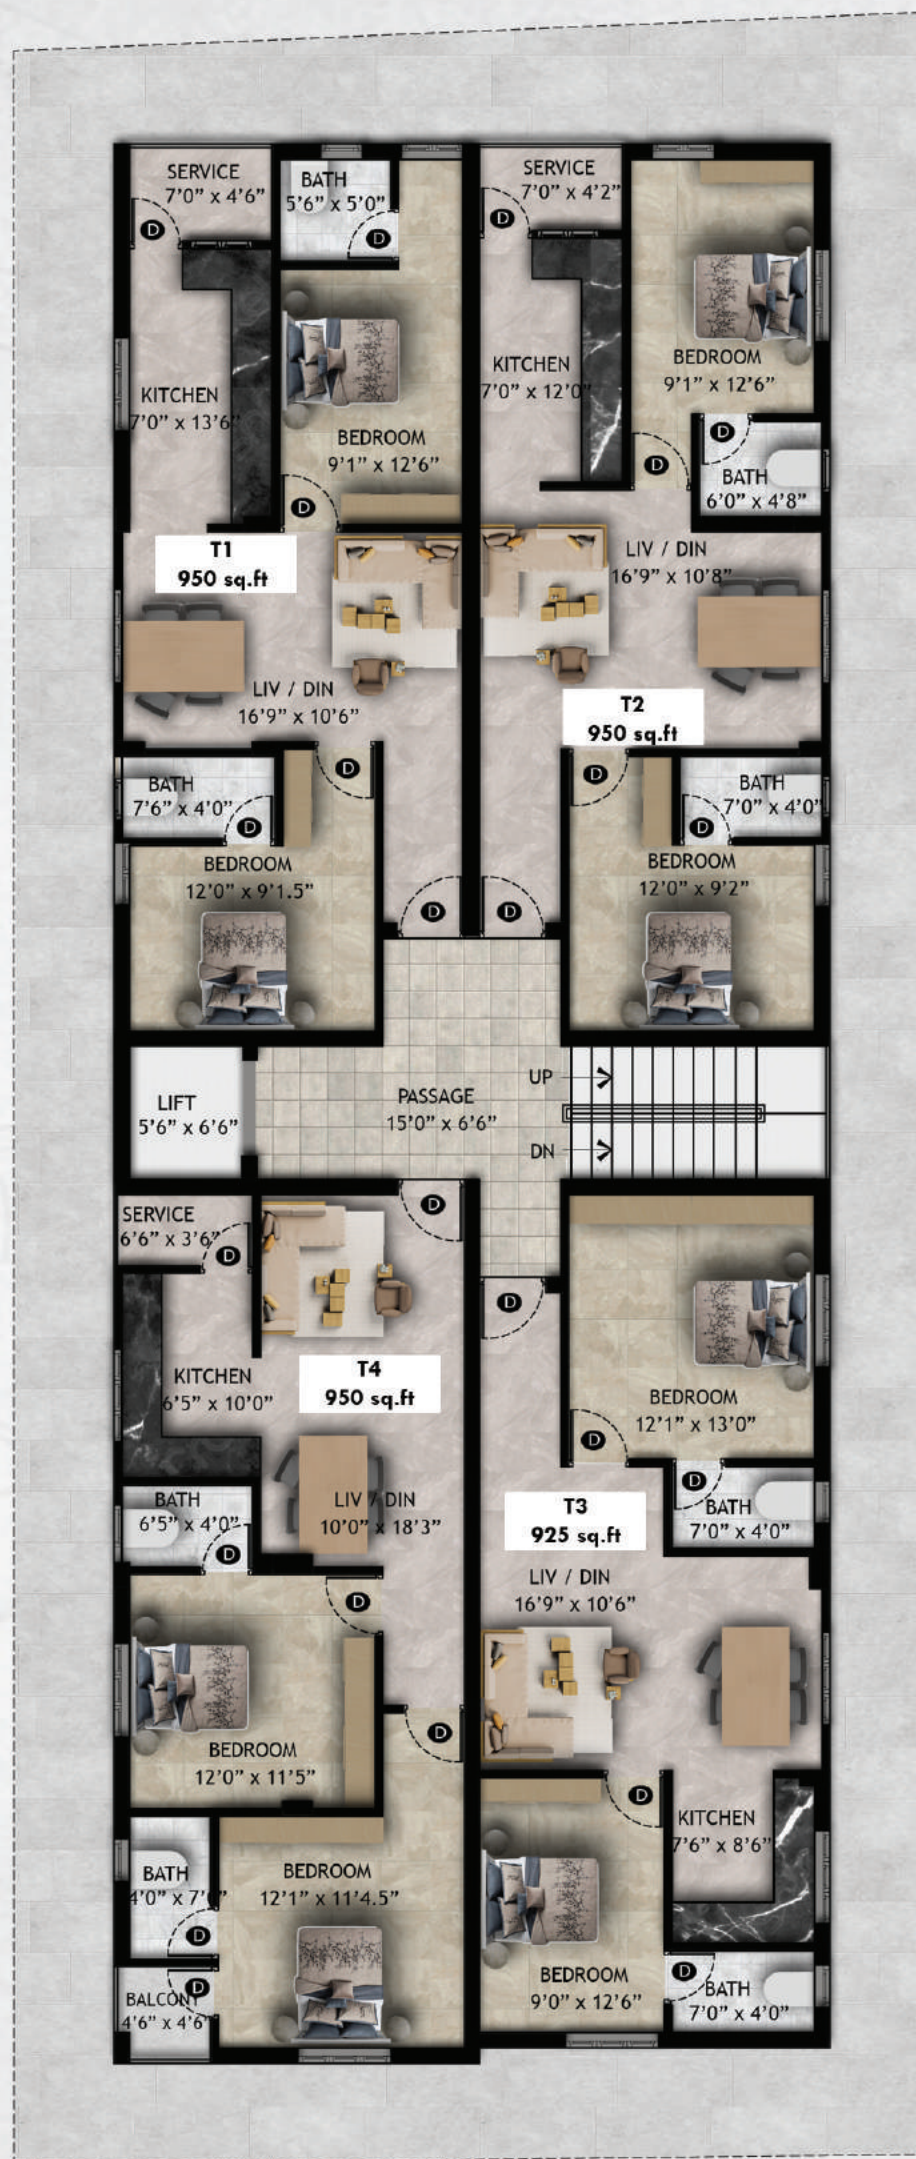 SERVICE
7'0" x 4'6"
BATH
5'6" x 5'0"
SERVICE
7'0" x 4'2"
D
D
D
KITCHEN
7'0" x 13'6"
BEDROOM
9'1" x 12'6"
D
KITCHEN
7'0" x 12'0"
BEDROOM
9'1" x 12'6"
D
D
BATH
6'0" x 4'8"
T1
950 sq.ft
LIV / DIN
16'9" x 10'6"
LIV / DIN
16'9" x 10'8"
T2
950 sq.ft
BATH
7'6" x 4'0"
D
D
BEDROOM
12'0" x 9'1.5"
D
D
BATH
7'0" x 4'0"
D
D
BEDROOM
12'0" x 9'2"
LIFT
5'6" x 6'6"
PASSAGE
15'0" x 6'6"
UP
DN
SERVICE
6'6" x 3'6"
D
D
KITCHEN
6'5" x 10'0"
T4
950 sq.ft
BATH
6'5" x 4'0"
D
LIV / DIN
10'0" x 18'3"
D
BEDROOM
12'0" x 11'5"
D
BATH
4'0" x 7'0"
D
BEDROOM
12'1" x 11'4.5"
D
BALCONY
4'6" x 4'6"
D
BEDROOM
12'1" x 13'0"
D
D
BATH
7'0" x 4'0"
T3
925 sq.ft
LIV / DIN
16'9" x 10'6"
D
KITCHEN
7'6" x 8'6"
BEDROOM
9'0" x 12'6"
D
BATH
7'0" x 4'0"